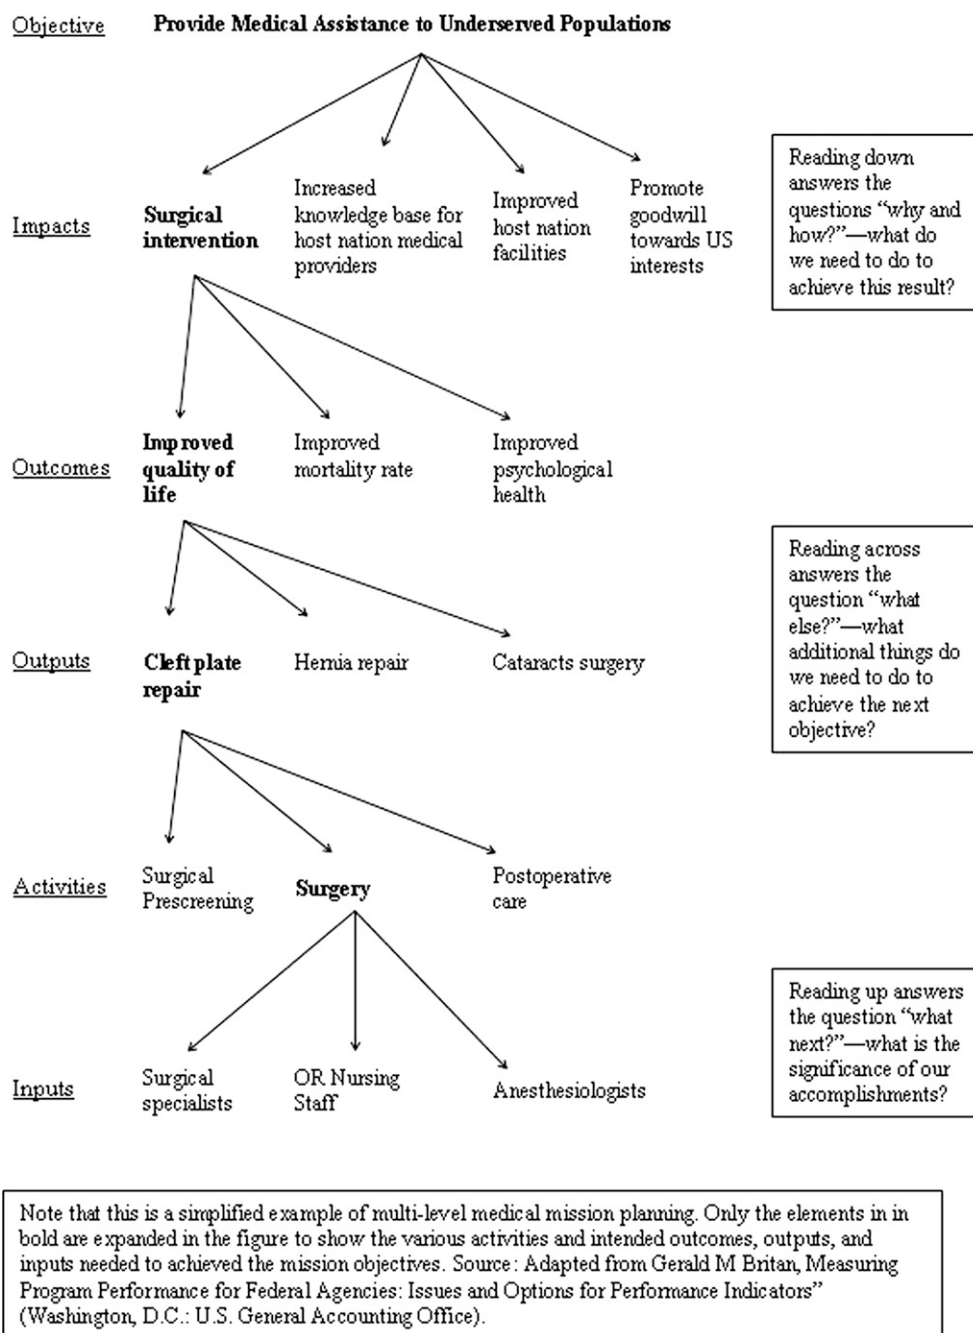 Objective
Provide Medical Assistance to Underserved Populations
Impacts
Surgical
intervention
Increased
knowledge base for
host nation medical
providers
Improved
host nation
facilities
Promote
goodwill
towards US
interests
Reading down
answers the
questions “why and
how?”—what do
we need to do to
achieve this result?
Outcomes
Improved
quality of
life
Improved
mortality rate
Improved
psychological
health
Reading across
answers the
question “what
else?”—what
additional things do
we need to do to
achieve the next
objective?
Outputs
Cleft plate
repair
Hernia repair
Cataracts surgery
Activities
Surgical
Prescreening
Surgery
Postoperative
care
Reading up answers
the question “what
next?”—what is the
significance of our
accomplishments?
Inputs
Surgical
specialists
OR Nursing
Staff
Anesthesiologists
Note that this is a simplified example of multi-level medical mission planning. Only the elements in in
bold are expanded in the figure to show the various activities and intended outcomes, outputs, and
inputs needed to achieved the mission objectives. Source: Adapted from Gerald M Britan, Measuring
Program Performance for Federal Agencies: Issues and Options for Performance Indicators”
(Washington, D.C.: U.S. General Accounting Office).